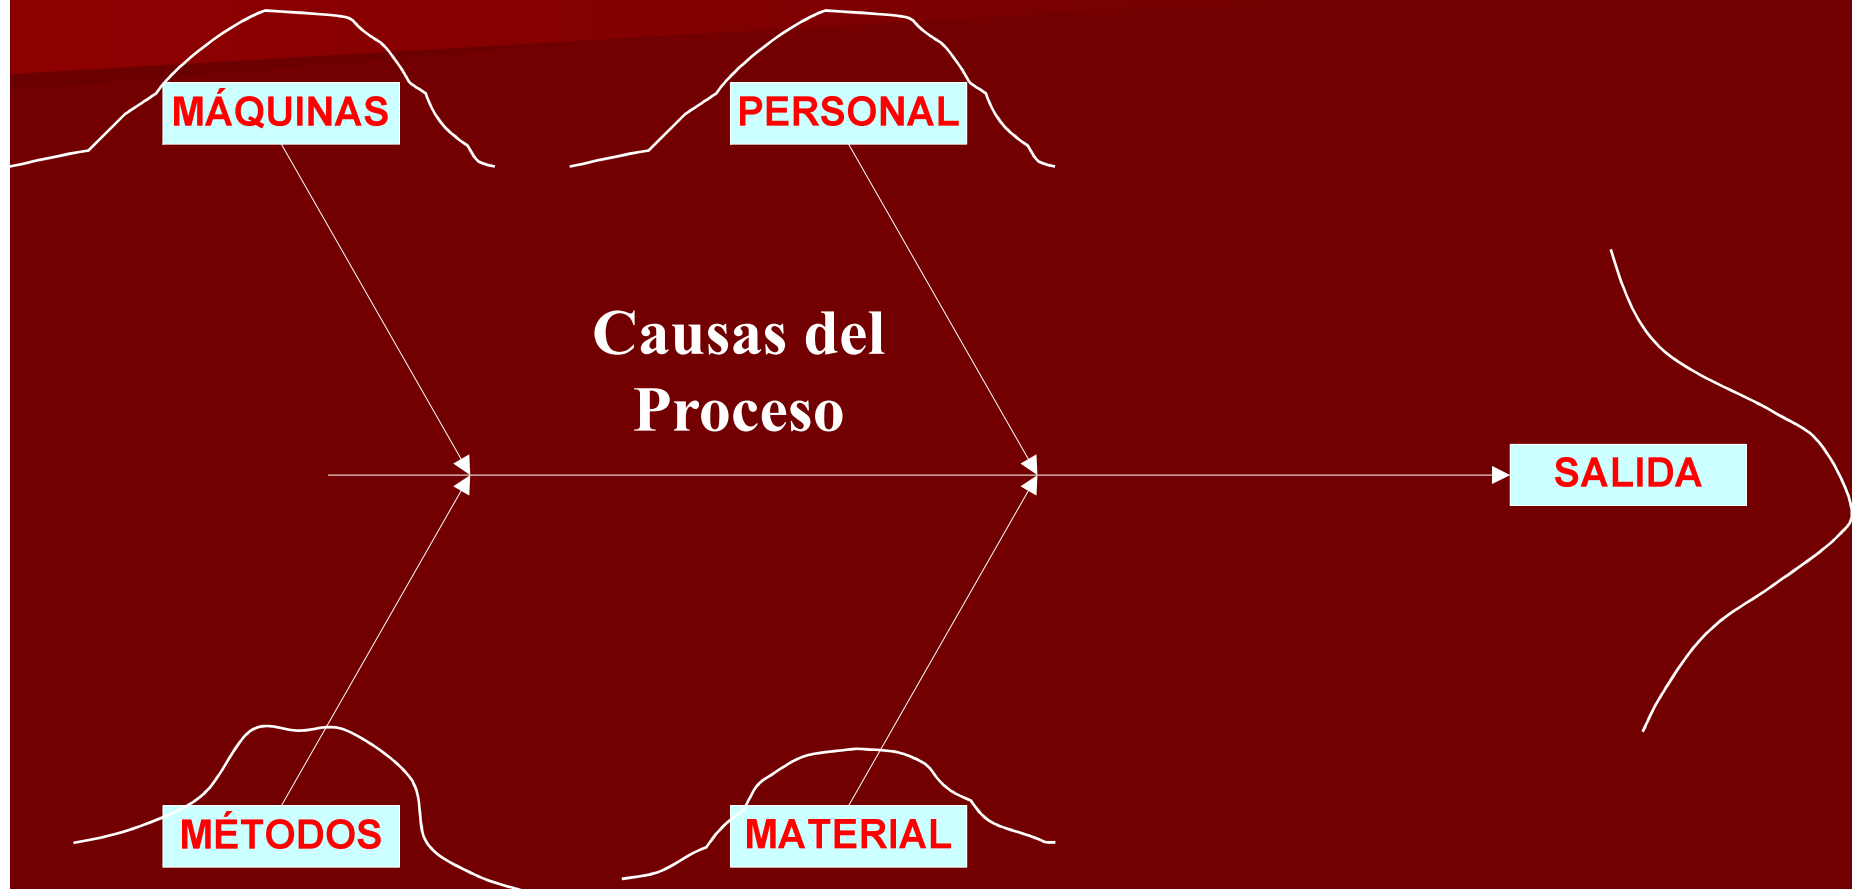 MÁQUINAS
PERSONAL
Causas del
Proceso
SALIDA
MÉTODOS
MATERIAL